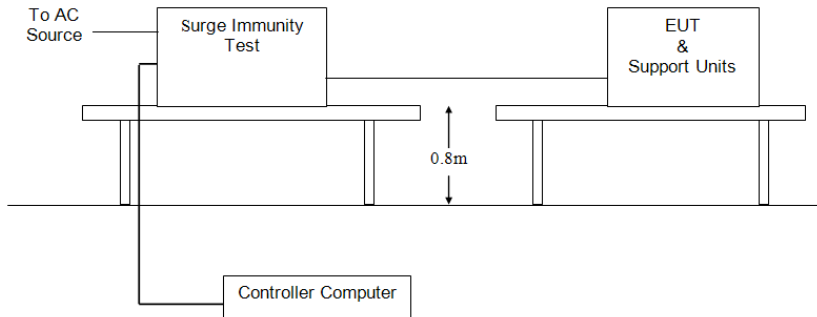 To AC
Source
Surge Immunity
Test
EUT
&
Support Units
0.8m
Controller Computer